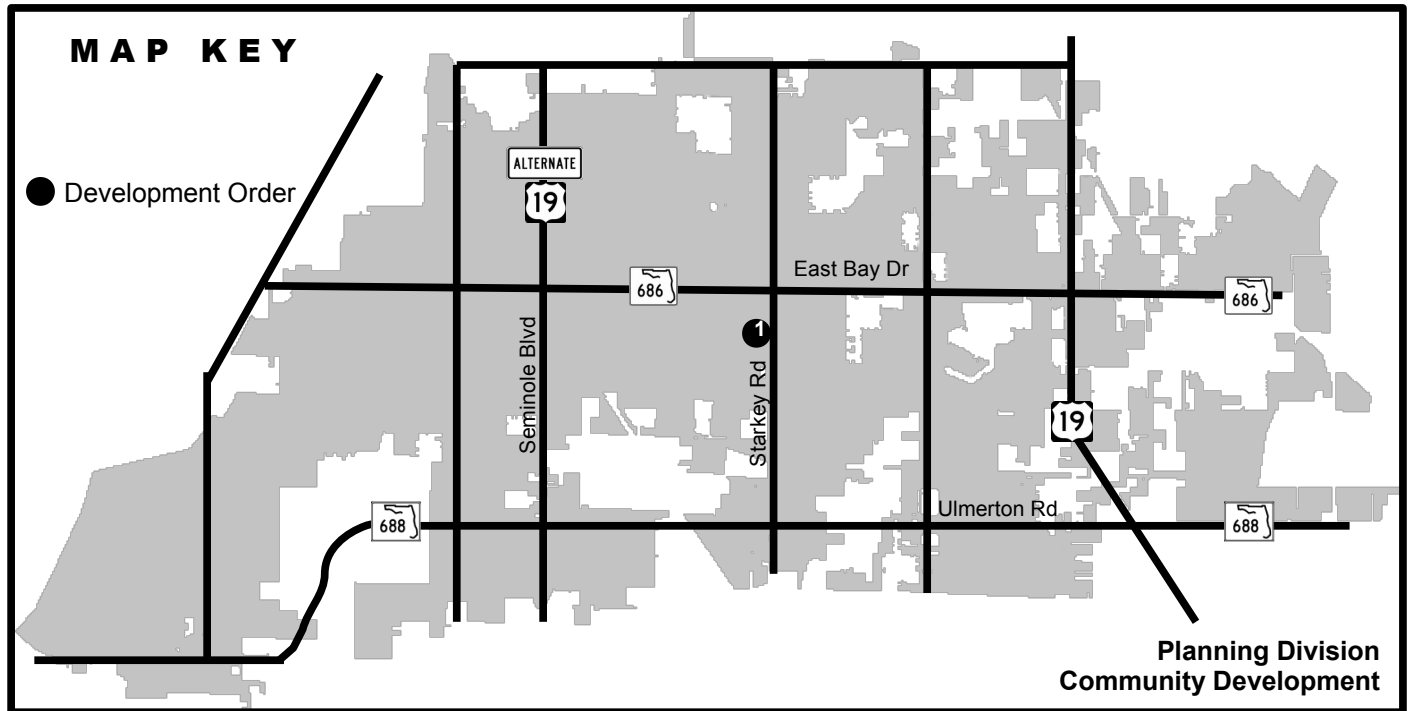 MAP KEY
Development Order
ALTERNATE
19
East Bay Dr
686
686
1
Seminole Blvd
Starkey Rd
19
688
Ulmerton Rd
688
Planning Division
Community Development